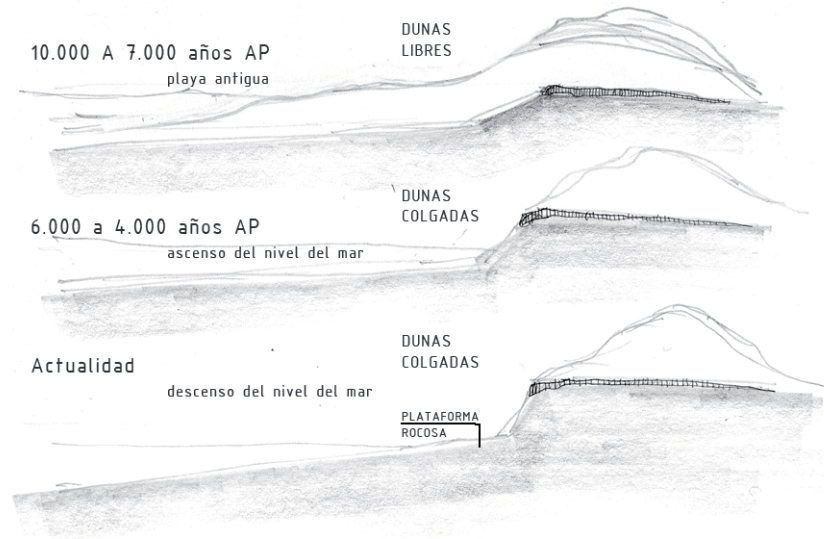 DUNAS
LIBRES
10.000 A 7.000 años AP
playa antigua
DUNAS
COLGADAS
6.000 a 4.000 años AP
ascenso del nivel del mar
DUNAS
COLGADAS
Actualidad
descenso del nivel del mar
PLATAFORMA
ROCOSA